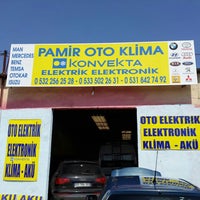 PAMİR OTO KLİMA
KONVEKTA
ELEKTRİK ELEKTRONİK
0 532 256 25 28 - 0 533 502 26 31 - 0 531 642 74 92
MAN
MERCEDES
BENZ
TEMSA
OTOKAR
ISUZU
OTO ELEKTRİK
ELEKTRONİK
KLİMA - AKÜ
OTO ELEKTRİK
ELEKTRONİK
KLİMA - AKÜ